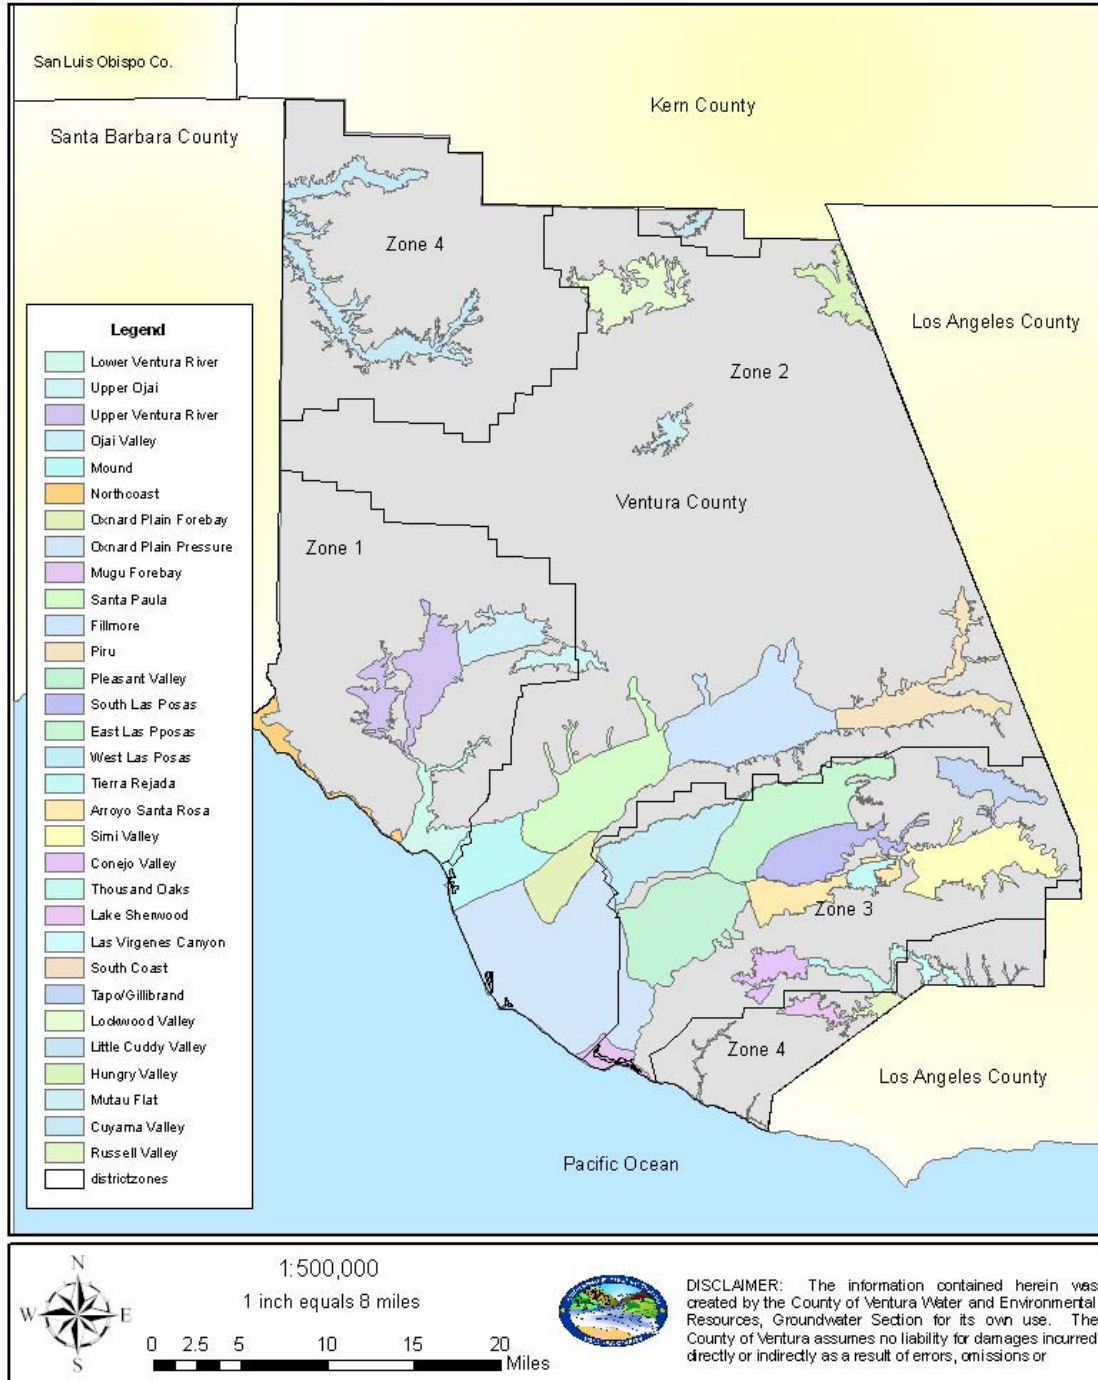 San Luis Obispo Co.
Kern County
Santa Barbara County
Zone 4
Los Angeles County
Zone 2
Ventura County
Zone 1
Zone 3
Zone 4
Los Angeles County
Pacific Ocean
Legend
Lower Ventura River
Upper Ojai
Upper Ventura River
Ojai Valley
Mound
Northcoast
Oxnard Plain Forebay
Oxnard Plain Pressure
Mugu Forebay
Santa Paula
Fillmore
Piru
Pleasant Valley
South Las Posas
East Las Pposas
West Las Posas
Tierra Rejada
Arroyo Santa Rosa
Simi Valley
Conejo Valley
Thousand Oaks
Lake Sherwood
Las Virgenes Canyon
South Coast
Tapo/Gillibrand
Lockwood Valley
Little Cuddy Valley
Hungry Valley
Mutau Flat
Cuyama Valley
Russell Valley
districtzones
N
W E
S
1:500,000
1 inch equals 8 miles
0 2.5 5 10 15 20
Miles
DISCLAIMER: The information contained herein was
created by the County of Ventura Water and Environmental
Resources, Groundwater Section for its own use. The
County of Ventura assumes no liability for damages incurred
directly or indirectly as a result of errors, omissions or